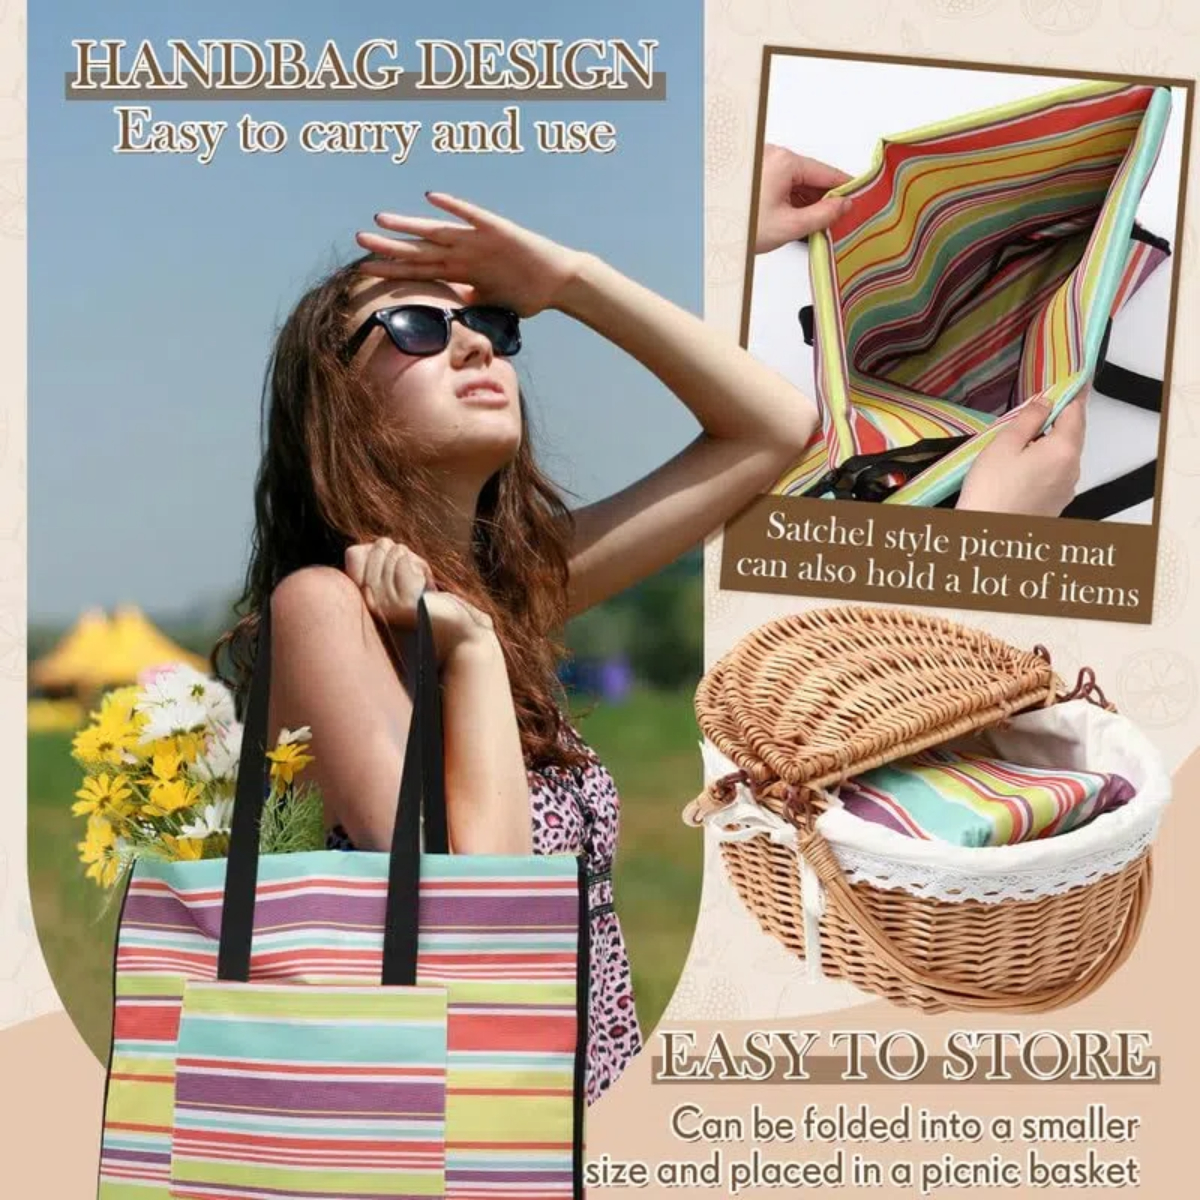 HANDBAG DESIGN
Easy to carry and use
Satchel style picnic mat
can also hold a lot of items
EASY TO STORE
Can be folded into a smaller
size and placed in a picnic basket